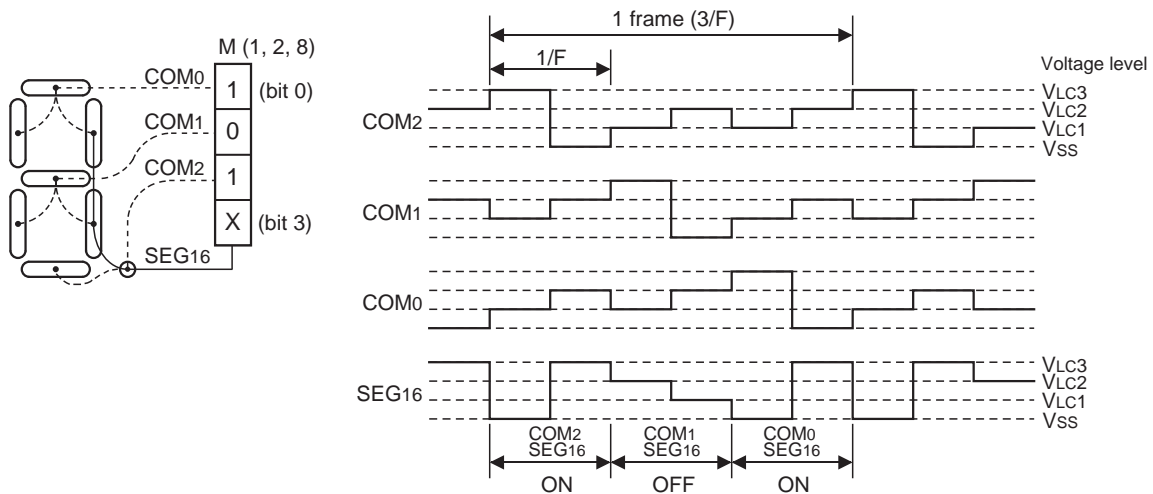 M (1, 2, 8)
COM0
1 (bit 0)
COM1
0
COM2
1
X (bit 3)
SEG16
1 frame (3/F)
1/F
Voltage level
COM2
VLC3
VLC2
VLC1
VSS
COM1
COM0
SEG16
VLC3
VLC2
VLC1
VSS
COM2 COM1 COM0
SEG16 SEG16 SEG16
ON OFF ON